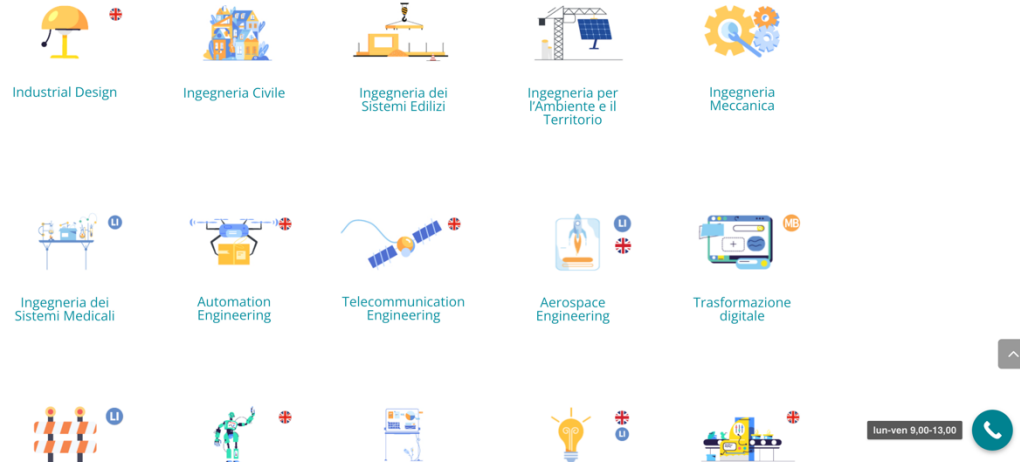 Industrial Design
Ingegneria Civile
Ingegneria dei
Sistemi Edilizi
Ingegneria per
l'Ambiente e il
Territorio
Ingegneria
Meccanica
LI
LI
MB
Ingegneria dei
Sistemi Medicali
Automation
Engineering
Telecommunication
Engineering
Aerospace
Engineering
Trasformazione
digitale
LI
LI
lun-ven 9,00-13,00